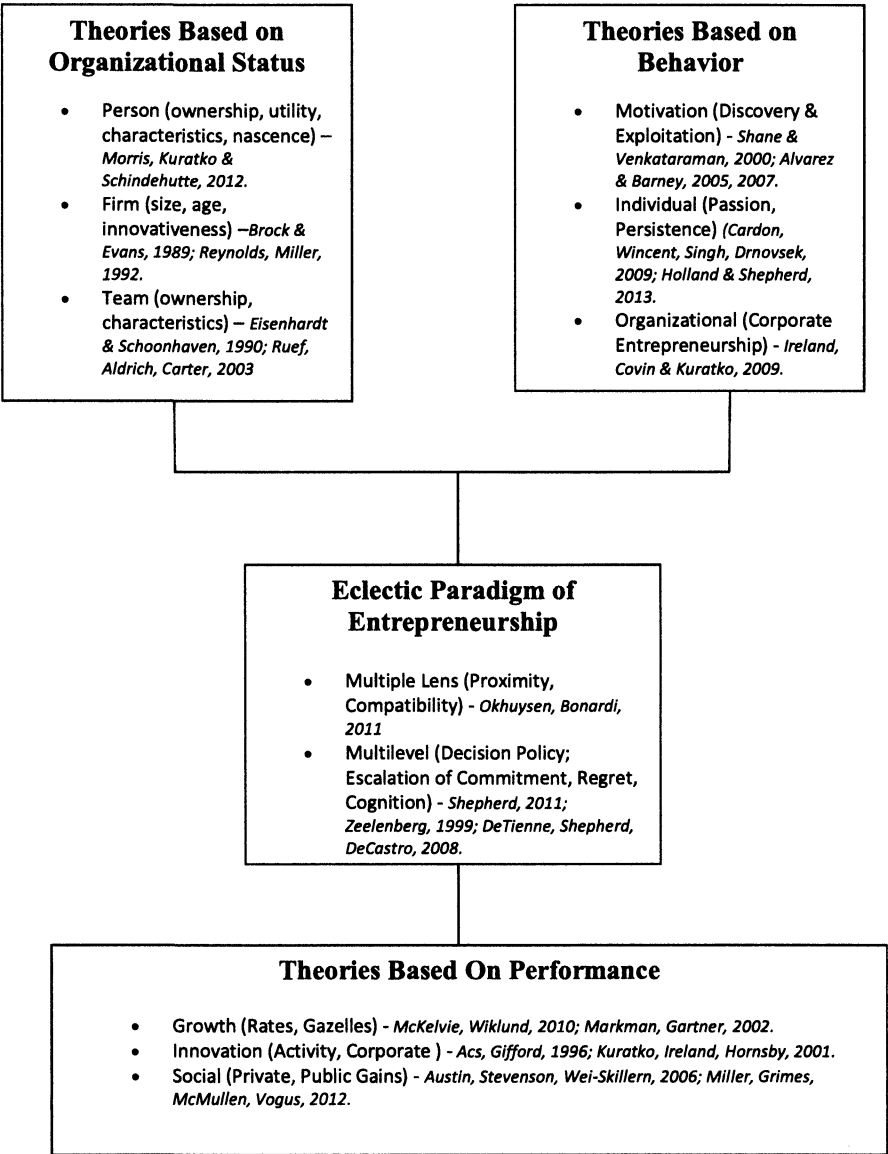 Theories Based on
Organizational Status
• Person (ownership, utility,
characteristics, nascence) –
Morris, Kuratko &
Schindehutte, 2012.
• Firm (size, age,
innovativeness) –Brock &
Evans, 1989; Reynolds, Miller,
1992.
• Team (ownership,
characteristics) – Eisenhardt
& Schoonhaven, 1990; Ruef,
Aldrich, Carter, 2003
Theories Based on
Behavior
• Motivation (Discovery &
Exploitation) - Shane &
Venkataraman, 2000; Alvarez
& Barney, 2005, 2007.
• Individual (Passion,
Persistence) (Cardon,
Wincent, Singh, Drnovsek,
2009; Holland & Shepherd,
2013.
• Organizational (Corporate
Entrepreneurship) - Ireland,
Covin & Kuratko, 2009.
Eclectic Paradigm of
Entrepreneurship
• Multiple Lens (Proximity,
Compatibility) - Okhuysen, Bonardi,
2011
• Multilevel (Decision Policy;
Escalation of Commitment, Regret,
Cognition) - Shepherd, 2011;
Zeelenberg, 1999; DeTienne, Shepherd,
DeCastro, 2008.
Theories Based On Performance
• Growth (Rates, Gazelles) - McKelvie, Wiklund, 2010; Markman, Gartner, 2002.
• Innovation (Activity, Corporate ) - Acs, Gifford, 1996; Kuratko, Ireland, Hornsby, 2001.
• Social (Private, Public Gains) - Austin, Stevenson, Wei-Skillern, 2006; Miller, Grimes,
McMullen, Vogus, 2012.